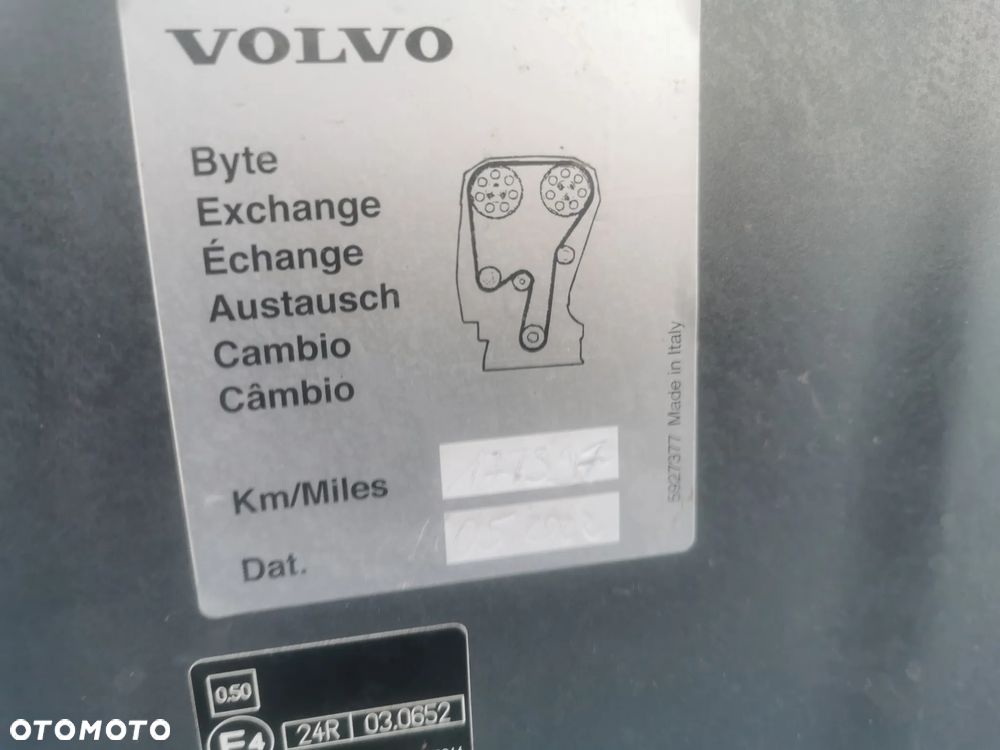 VOLVO
Byte
Exchange
Échange
Austausch
Cambio
Câmbio
Km/Miles
Dat.
5927377 Made in Italy
0.50
E4
24R 03.0652
OTOMOTO